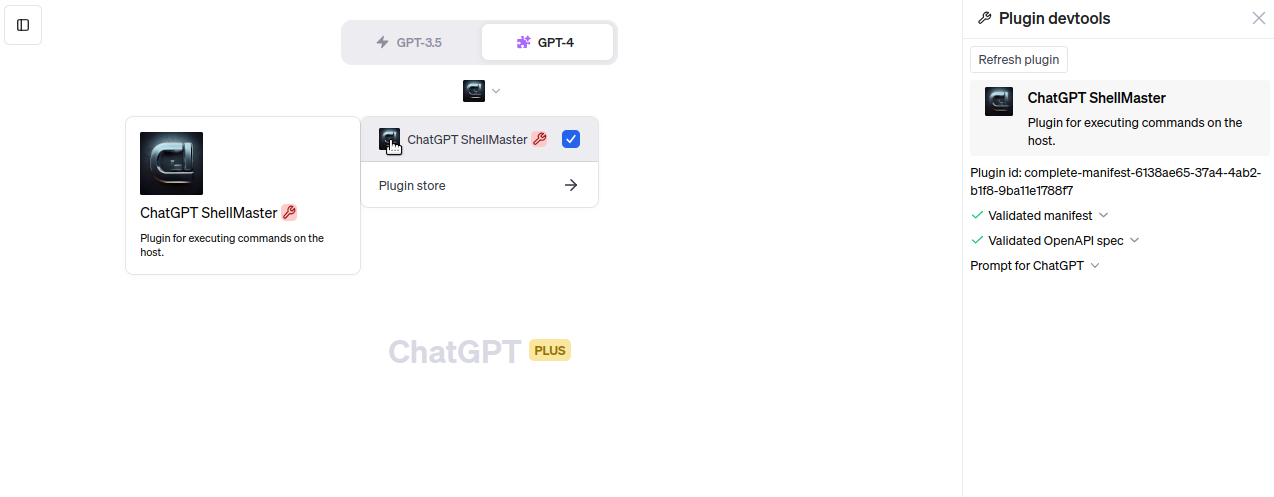 GPT-3.5
GPT-4
ChatGPT ShellMaster
Plugin store
ChatGPT ShellMaster
Plugin for executing commands on the
host.
ChatGPT PLUS
Plugin devtools
Refresh plugin
ChatGPT ShellMaster
Plugin for executing commands on the
host.
Plugin id: complete-manifest-6138ae65-37a4-4ab2-
b1f8-9ba11e1788f7
Validated manifest
Validated OpenAPI spec
Prompt for ChatGPT